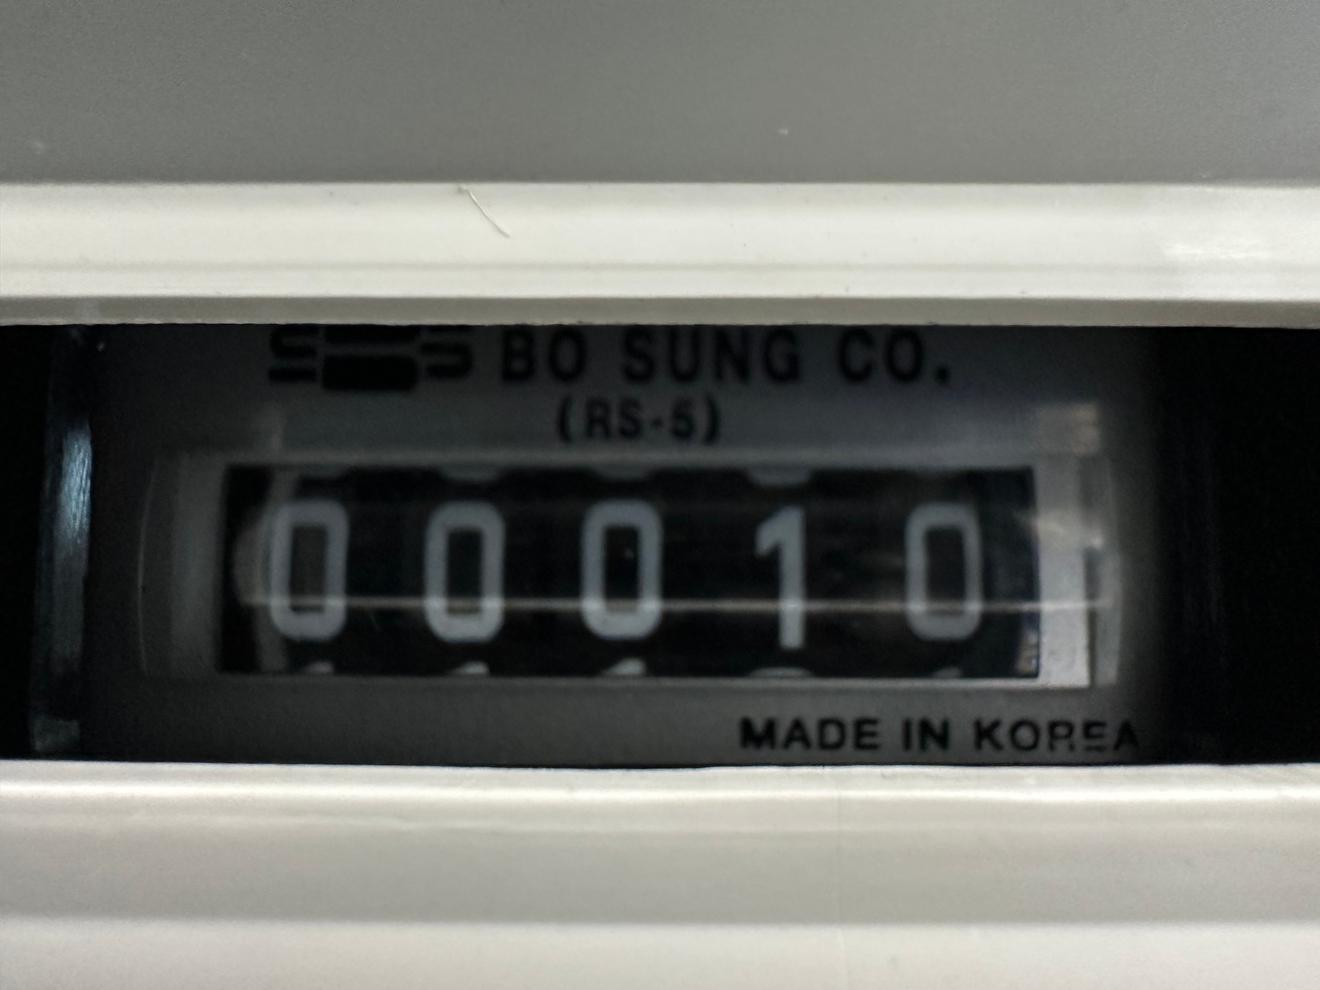 BO SUNG CO.
(RS-5)
00010
MADE IN KOREA